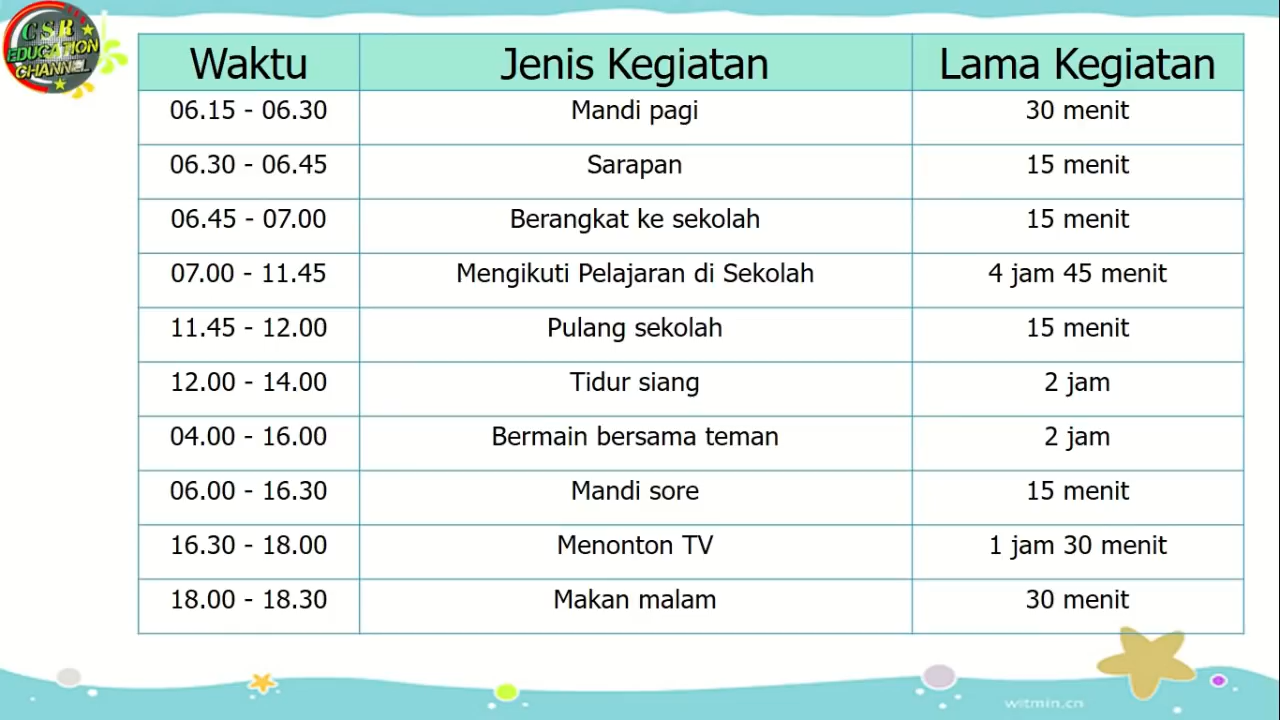 CSR
EDUCATION
CHANNEL
Waktu Jenis Kegiatan Lama Kegiatan
06.15 - 06.30 Mandi pagi 30 menit
06.30 - 06.45 Sarapan 15 menit
06.45 - 07.00 Berangkat ke sekolah 15 menit
07.00 - 11.45 Mengikuti Pelajaran di Sekolah 4 jam 45 menit
11.45 - 12.00 Pulang sekolah 15 menit
12.00 - 14.00 Tidur siang 2 jam
04.00 - 16.00 Bermain bersama teman 2 jam
06.00 - 16.30 Mandi sore 15 menit
16.30 - 18.00 Menonton TV 1 jam 30 menit
18.00 - 18.30 Makan malam 30 menit
witmin.cn